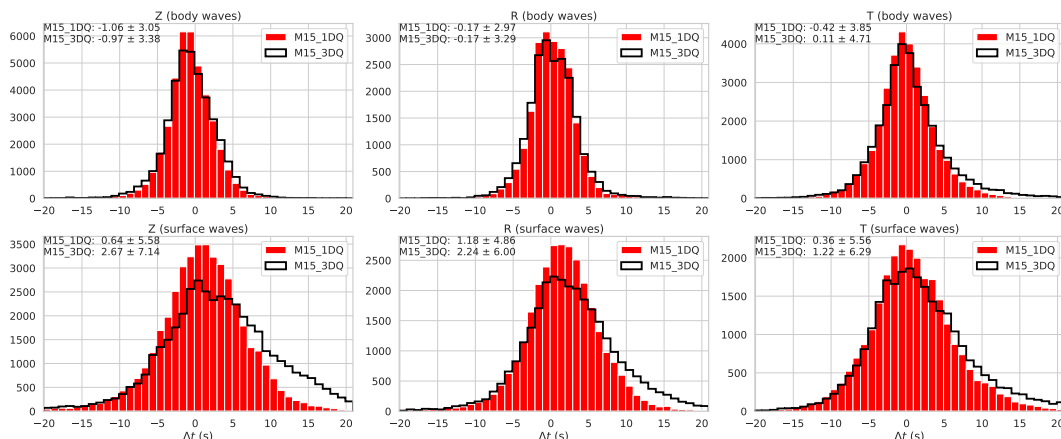 Z (body waves)
M15_1DQ: -1.06 ± 3.05
M15_3DQ: -0.97 ± 3.38
M15_1DQ
M15_3DQ
6000
5000
4000
3000
2000
1000
0
−20 −15 −10 −5 0 5 10 15 20
R (body waves)
M15_1DQ: -0.17 ± 2.97
M15_3DQ: -0.17 ± 3.29
M15_1DQ
M15_3DQ
3000
2500
2000
1500
1000
500
0
−20 −15 −10 −5 0 5 10 15 20
T (body waves)
M15_1DQ: -0.42 ± 3.85
M15_3DQ: 0.11 ± 4.71
M15_1DQ
M15_3DQ
4000
3000
2000
1000
0
−20 −15 −10 −5 0 5 10 15 20
Z (surface waves)
M15_1DQ: 0.64 ± 5.58
M15_3DQ: 2.67 ± 7.14
M15_1DQ
M15_3DQ
3500
3000
2500
2000
1500
1000
500
0
−20 −15 −10 −5 0 5 10 15 20
Δt (s)
R (surface waves)
M15_1DQ: 1.18 ± 4.86
M15_3DQ: 2.24 ± 6.00
M15_1DQ
M15_3DQ
2500
2000
1500
1000
500
0
−20 −15 −10 −5 0 5 10 15 20
Δt (s)
T (surface waves)
M15_1DQ: 0.36 ± 5.56
M15_3DQ: 1.22 ± 6.29
M15_1DQ
M15_3DQ
2000
1500
1000
500
0
−20 −15 −10 −5 0 5 10 15 20
Δt (s)